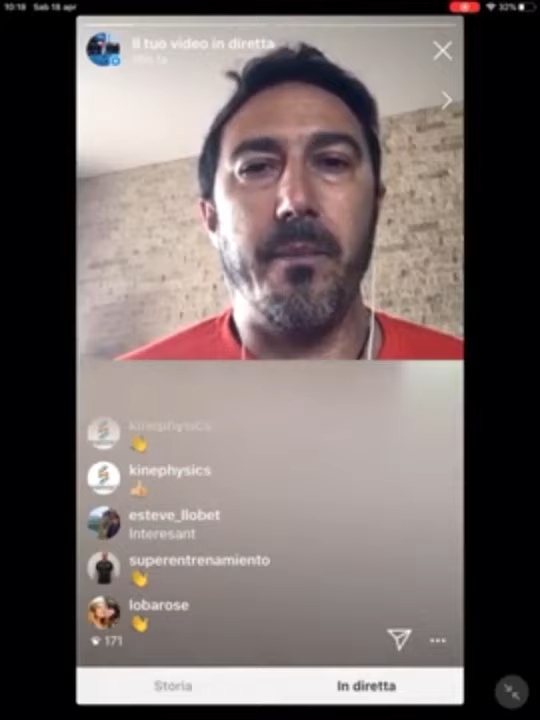 10:18 Sab 18 apr
32%
Il tuo video in diretta
kinephysics
kinephysics
esteve_llobet
Interesant
superentrenamiento
lobarose
171
Storia
In diretta